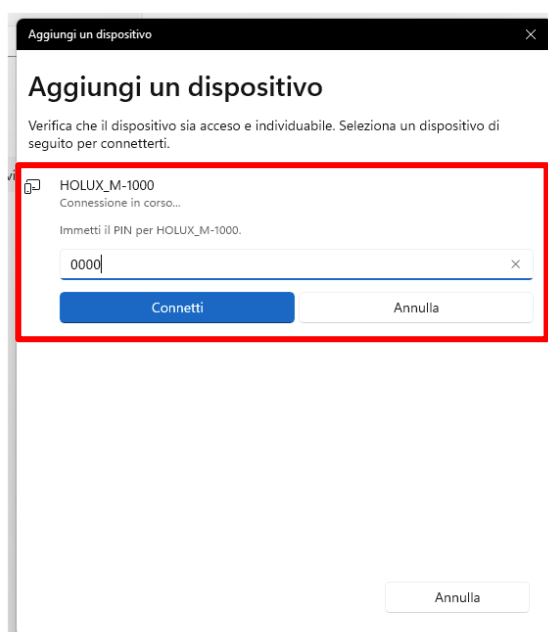 Aggiungi un dispositivo
Aggiungi un dispositivo
Verifica che il dispositivo sia acceso e individuabile. Seleziona un dispositivo di
seguito per connetterti.
HOLUX_M-1000
Connessione in corso...
Immetti il PIN per HOLUX_M-1000.
0000
Connetti
Annulla
Annulla